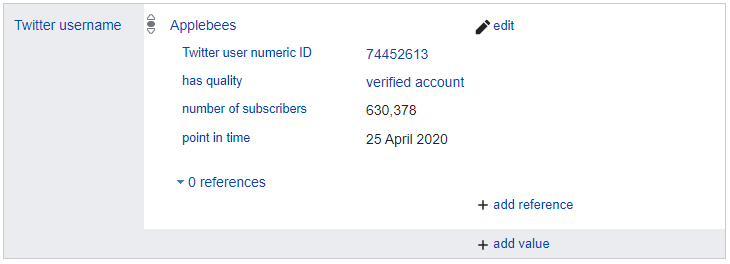 Twitter username
Applebees
edit
Twitter user numeric ID 74452613
has quality verified account
number of subscribers 630,378
point in time 25 April 2020
0 references
+ add reference
+ add value